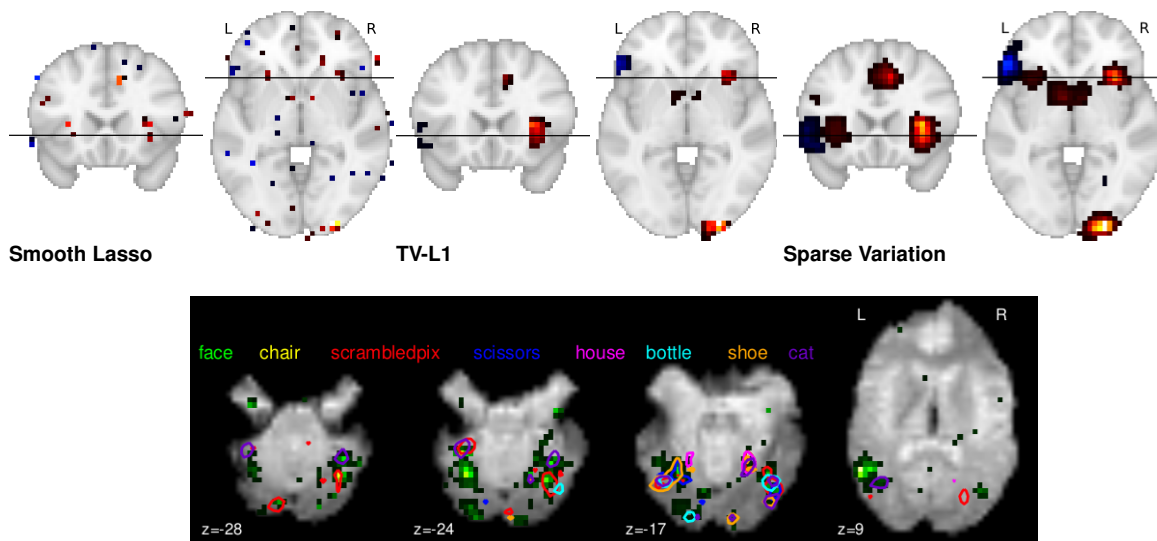 L R L R
Smooth Lasso TV-L1 Sparse Variation
L R
face chair scrambledpix scissors house bottle shoe cat
z=-28 z=-24 z=-17 z=9